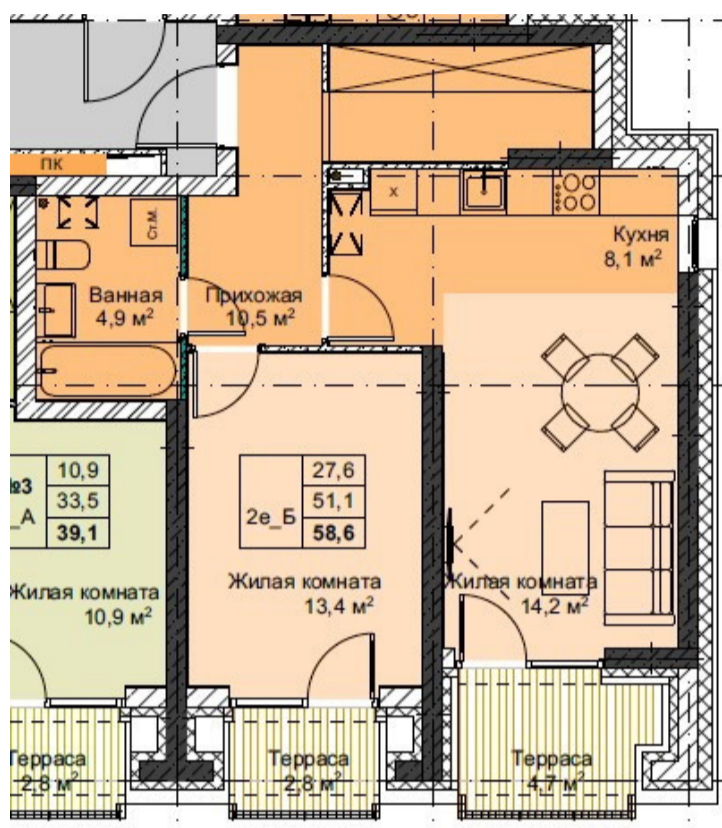 ПК
Ст.М.
х
Кухня
8,1 м²
Ванная
4,9 м²
Прихожая
10,5 м²
№3
10,9
33,5
_А
39,1
27,6
2е_Б
51,1
58,6
Жилая комната
10,9 м²
Жилая комната
13,4 м²
Жилая комната
14,2 м²
Терраса
2,8 м²
Терраса
2,8 м²
Терраса
4,7 м²